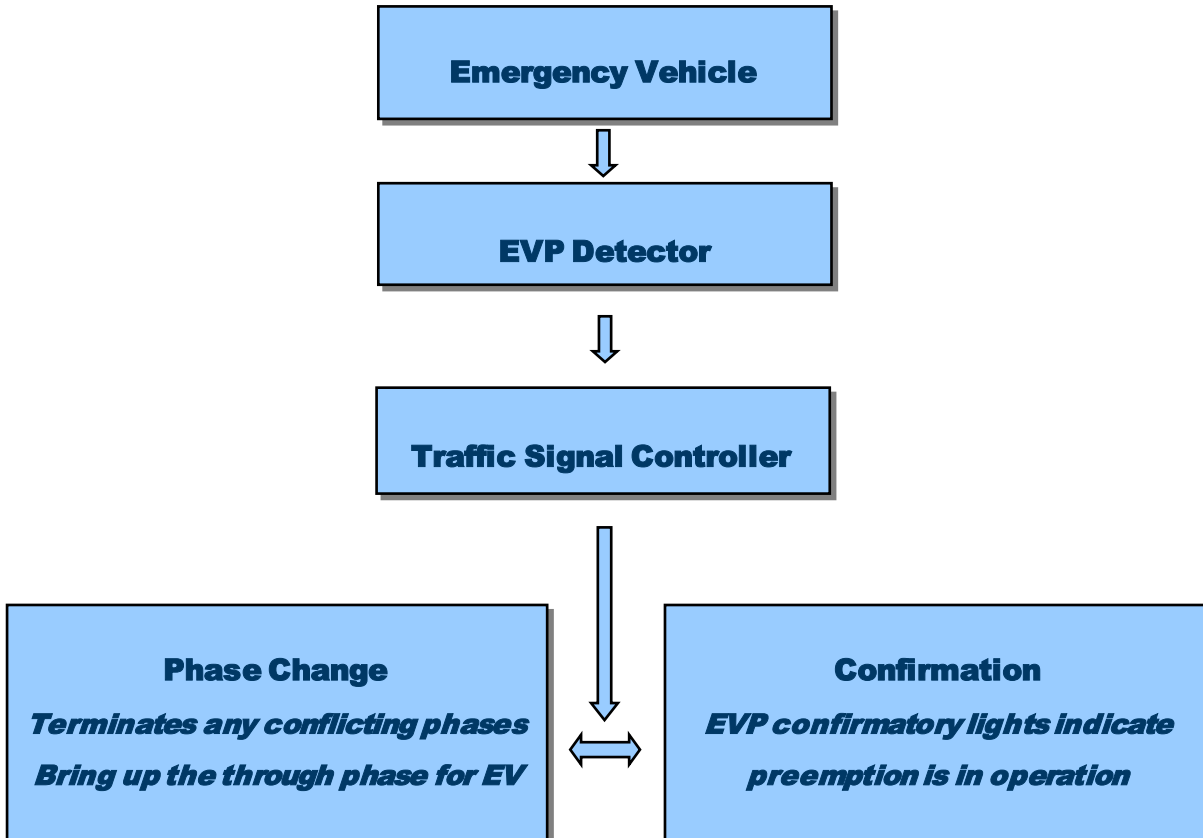 Emergency Vehicle
EVP Detector
Traffic Signal Controller
Phase Change
Terminates any conflicting phases
Bring up the through phase for EV
Confirmation
EVP confirmatory lights indicate
preemption is in operation